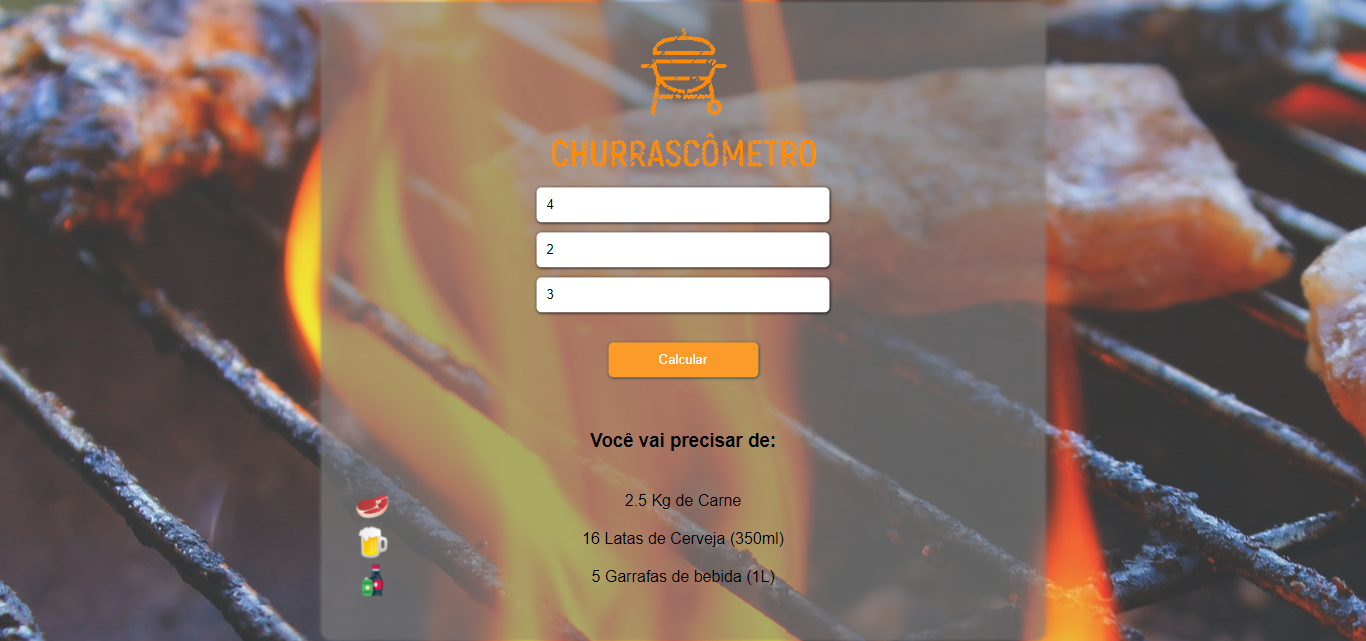 CHURRASCÔMETRO
4
2
3
Calcular
Você vai precisar de:
2.5 Kg de Carne
16 Latas de Cerveja (350ml)
5 Garrafas de bebida (1L)